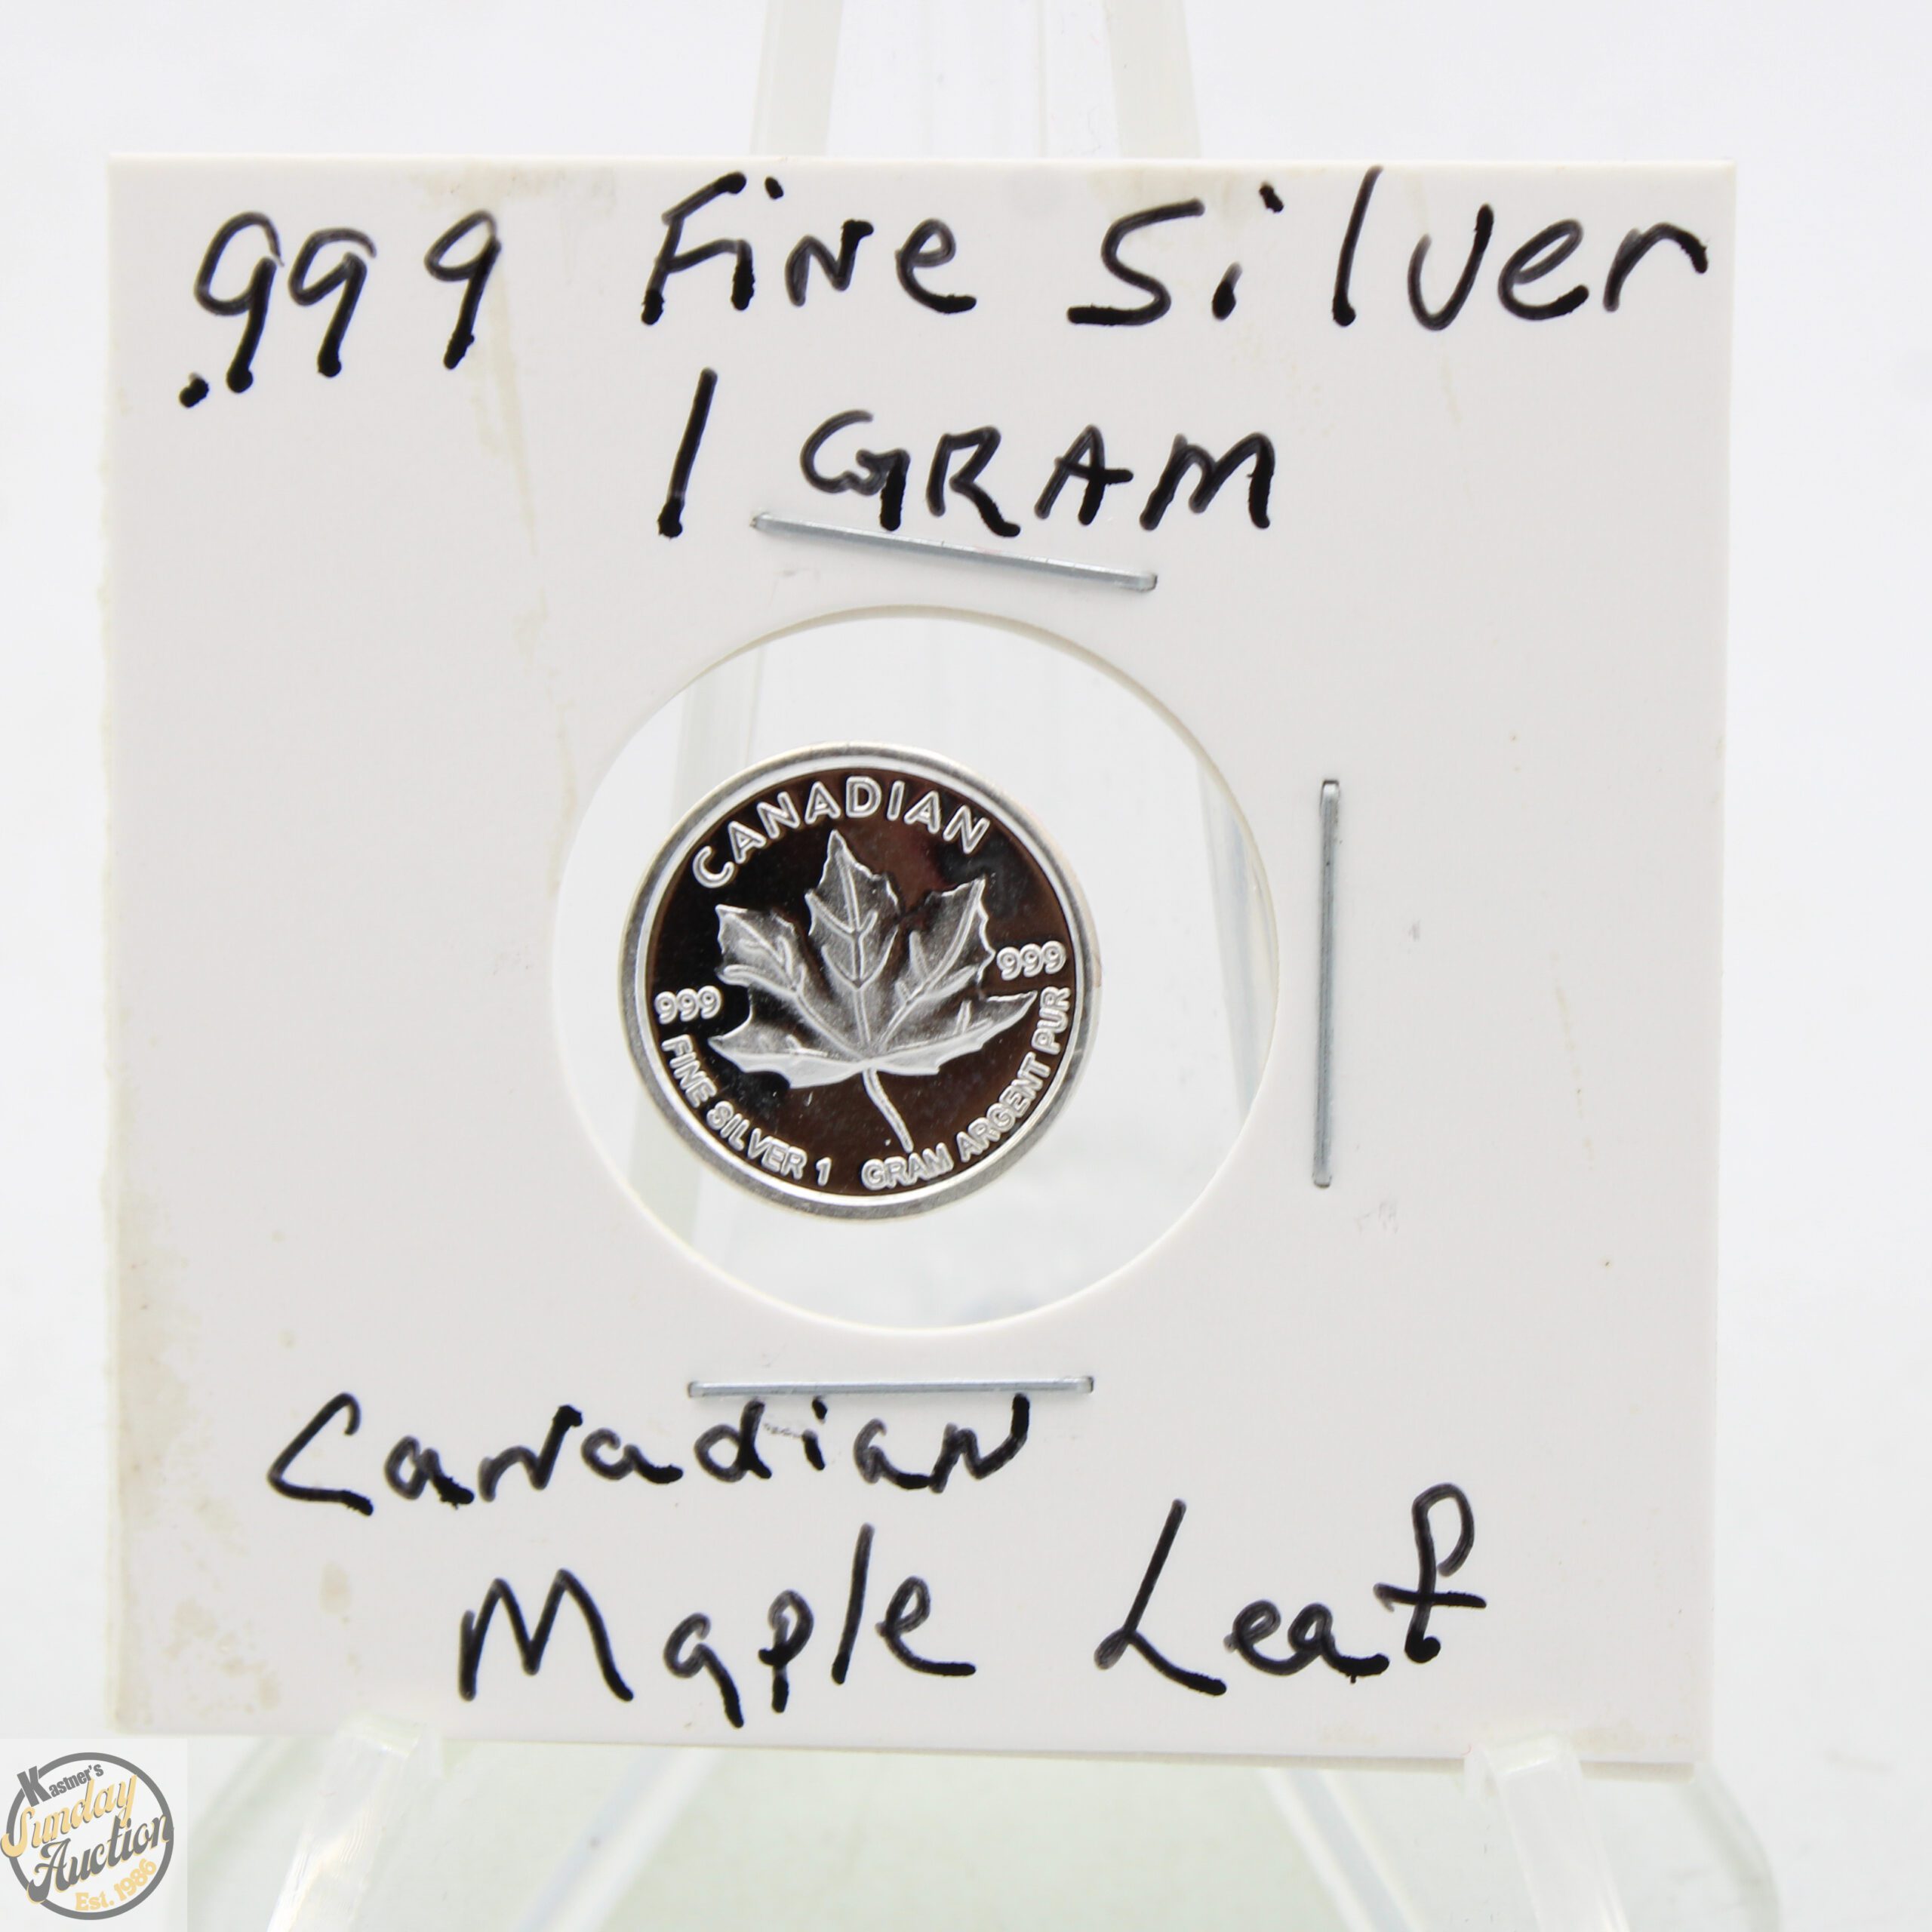 .999 Fine Silver
1 GRAM
CANADIAN
999 999
FINE SILVER 1 GRAM ARGENT PUR
Canadian
Maple Leaf
Kastner's
Sunday
Auction
Est. 1986